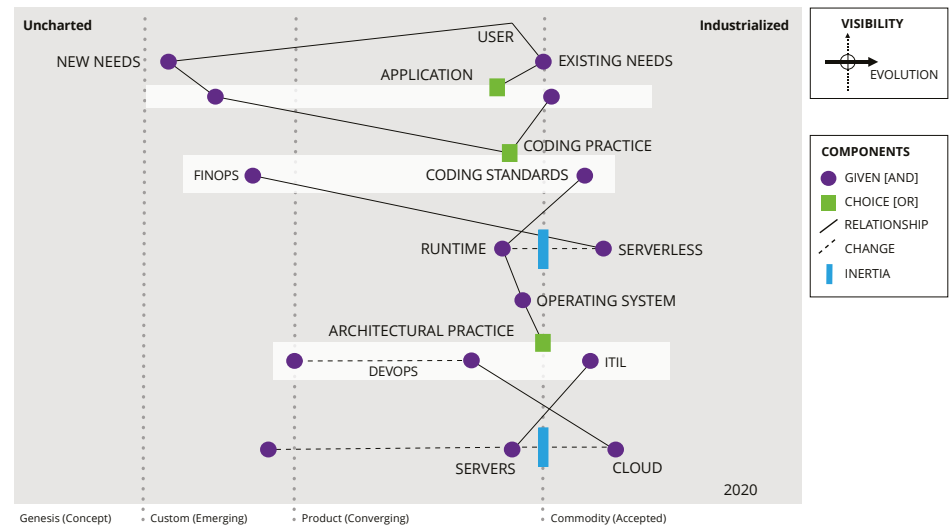 Uncharted
Industrialized
USER
NEW NEEDS
EXISTING NEEDS
APPLICATION
CODING PRACTICE
FINOPS
CODING STANDARDS
RUNTIME
SERVERLESS
OPERATING SYSTEM
ARCHITECTURAL PRACTICE
DEVOPS
ITIL
SERVERS
CLOUD
2020
Genesis (Concept)
Custom (Emerging)
Product (Converging)
Commodity (Accepted)
VISIBILITY
EVOLUTION
COMPONENTS
GIVEN [AND]
CHOICE [OR]
RELATIONSHIP
CHANGE
INERTIA